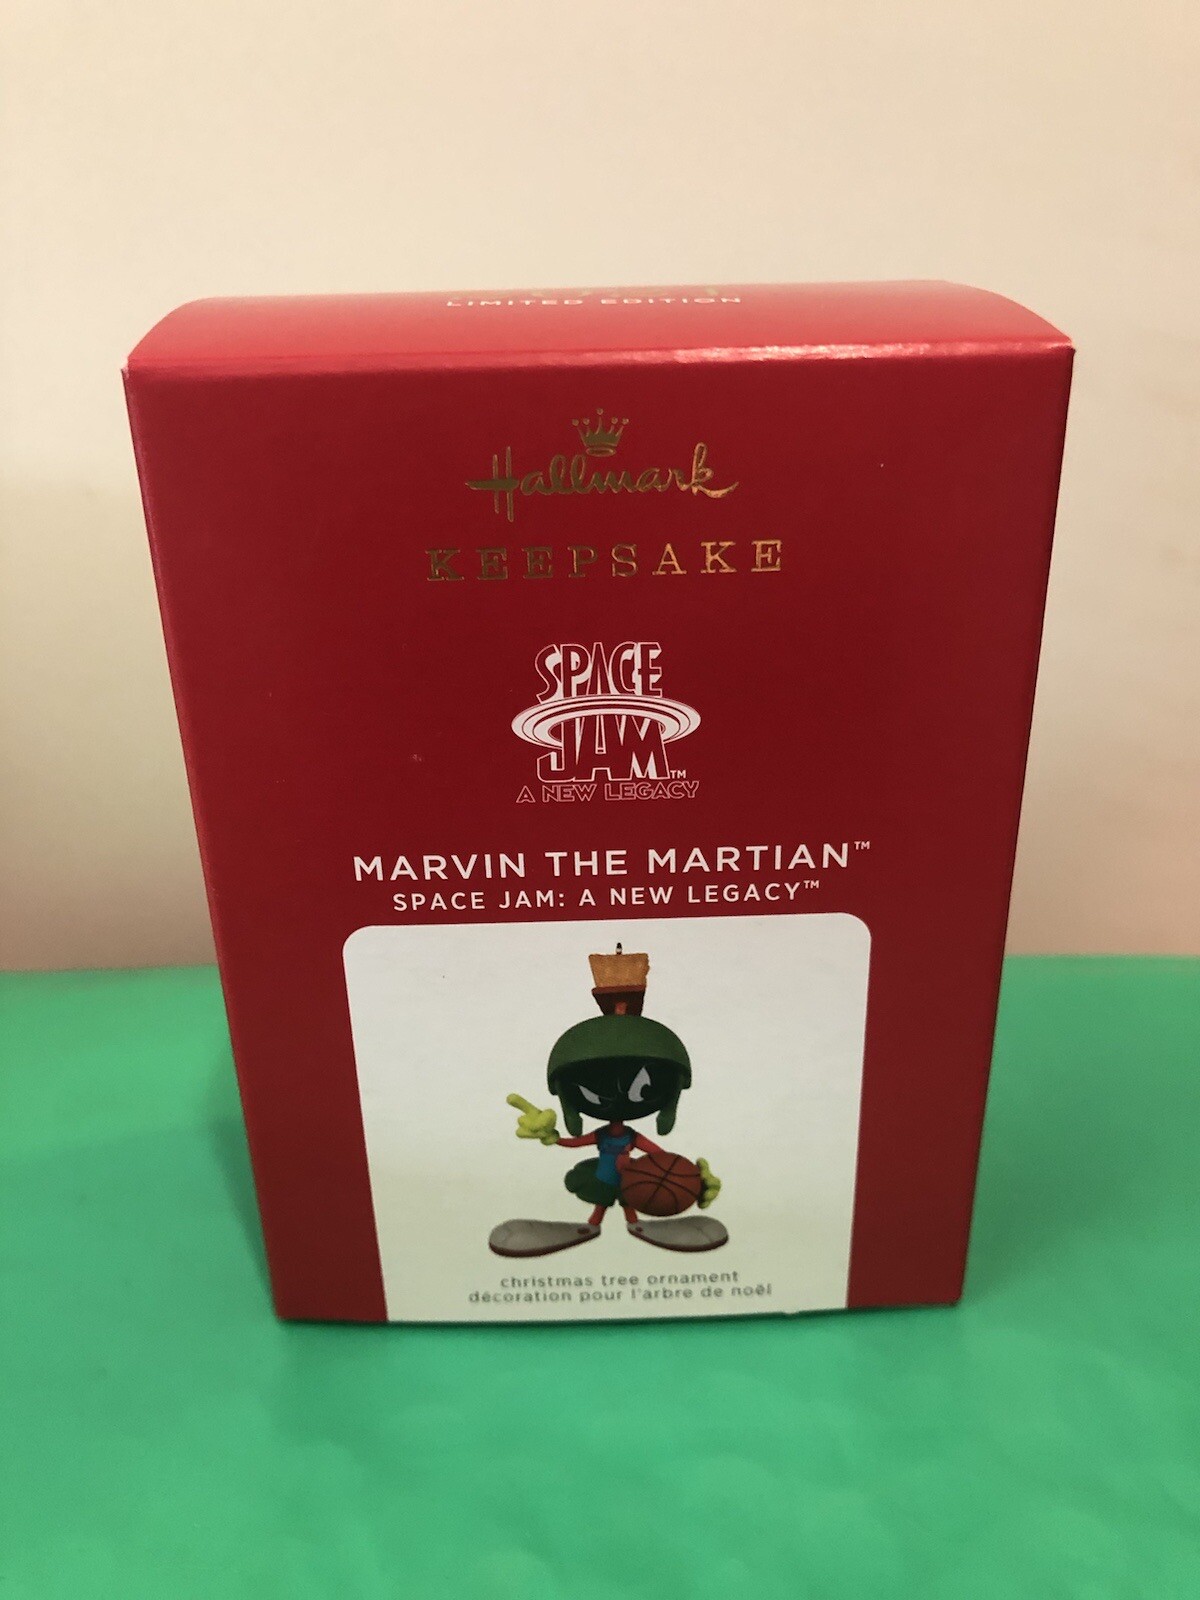 LIMITED EDITION
Hallmark
KEEPSAKE
SPACE
JAM™
A NEW LEGACY
MARVIN THE MARTIAN™
SPACE JAM: A NEW LEGACY™
christmas tree ornament
décoration pour l'arbre de noël